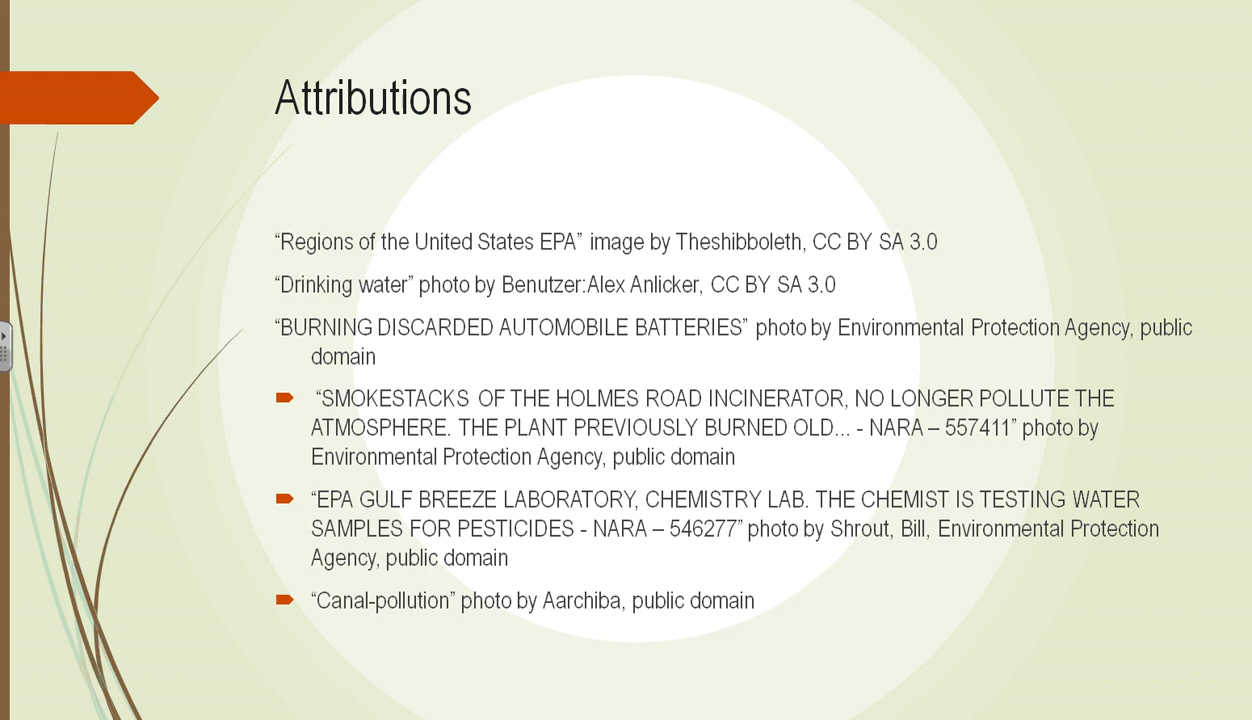 Attributions
“Regions of the United States EPA” image by Theshibboleth, CC BY SA 3.0
“Drinking water” photo by Benutzer:Alex Anlicker, CC BY SA 3.0
“BURNING DISCARDED AUTOMOBILE BATTERIES” photo by Environmental Protection Agency, public
domain
“SMOKESTACKS OF THE HOLMES ROAD INCINERATOR, NO LONGER POLLUTE THE
ATMOSPHERE. THE PLANT PREVIOUSLY BURNED OLD... - NARA – 557411” photo by
Environmental Protection Agency, public domain
“EPA GULF BREEZE LABORATORY, CHEMISTRY LAB. THE CHEMIST IS TESTING WATER
SAMPLES FOR PESTICIDES - NARA – 546277” photo by Shrout, Bill, Environmental Protection
Agency, public domain
“Canal-pollution” photo by Aarchiba, public domain